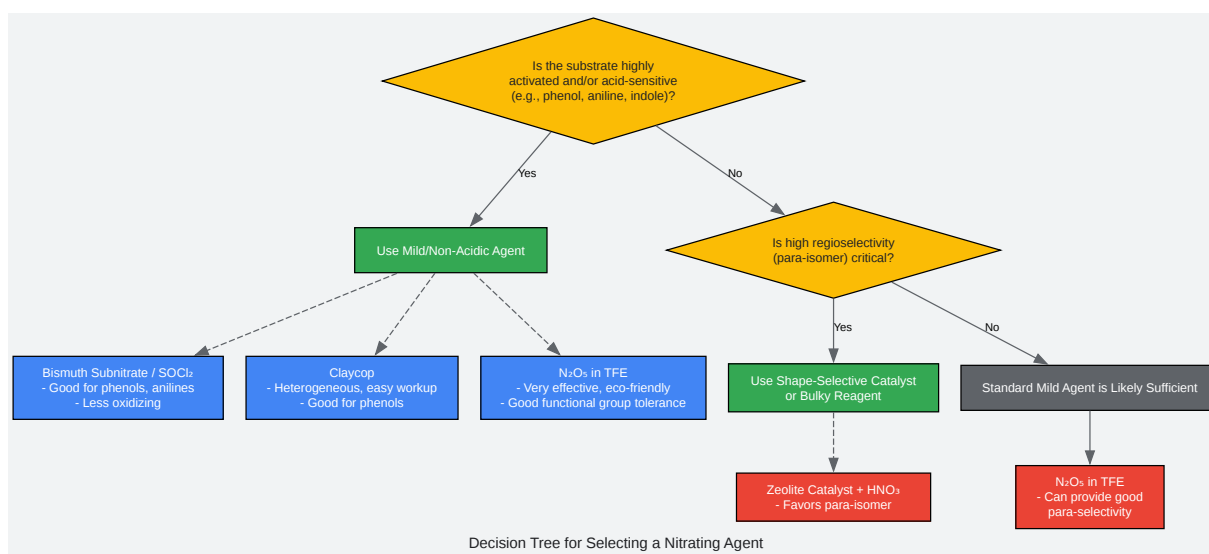 Is the substrate highly
activated and/or acid-sensitive
(e.g., phenol, aniline, indole)?
Yes
No
Use Mild/Non-Acidic Agent
Is high regioselectivity
(para-isomer) critical?
Yes
No
Bismuth Subnitrate / SOCl₂
- Good for phenols, anilines
- Less oxidizing
Claycop
- Heterogeneous, easy workup
- Good for phenols
N₂O₅ in TFE
- Very effective, eco-friendly
- Good functional group tolerance
Use Shape-Selective Catalyst
or Bulky Reagent
Standard Mild Agent is Likely Sufficient
Zeolite Catalyst + HNO₃
- Favors para-isomer
N₂O₅ in TFE
- Can provide good
para-selectivity
Decision Tree for Selecting a Nitrating Agent